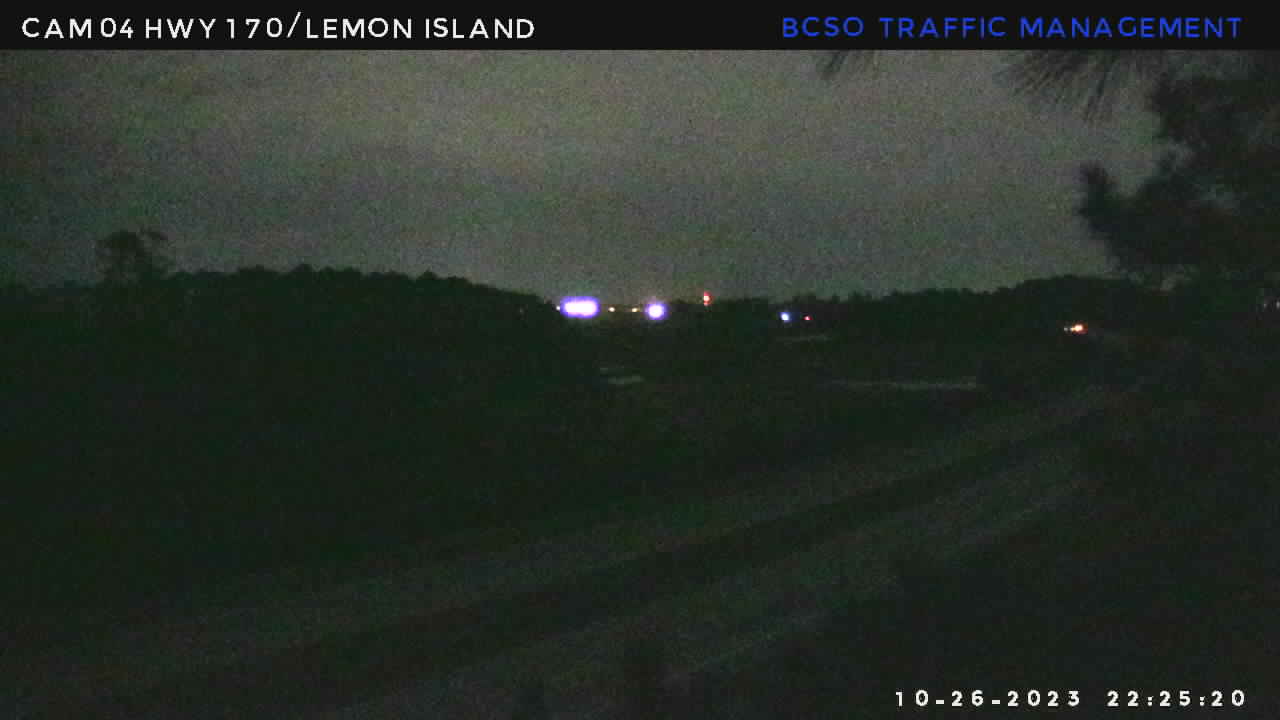 CAM04 HWY 170/LEMON ISLAND
BCSO TRAFFIC MANAGEMENT
10-26-2023 22:25:20